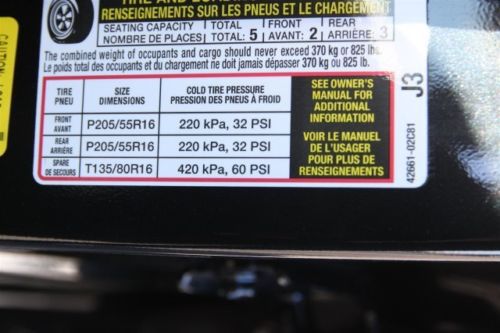 TIRE AND
RENSEIGNEMENTS SUR LES PNEUS ET LE CHARGEMENT
SEATING CAPACITY TOTAL: 5 FRONT 2 REAR 3
NOMBRE DE PLACES TOTAL: AVANT: ARRIÈRE:
The combined weight of occupants and cargo should never exceed 370 kg or 825 lb.
Le poids total des occupants et du chargement ne doit jamais dépasser 370 kg ou 825 lb.
TIRE SIZE COLD TIRE PRESSURE
PNEU DIMENSIONS PRESSION DES PNEUS À FROID
FRONT
AVANT P205/55R16 220 kPa, 32 PSI
REAR
ARRIÈRE P205/55R16 220 kPa, 32 PSI
SPARE
DE SECOURS T135/80R16 420 kPa, 60 PSI
SEE OWNER'S
MANUAL FOR
ADDITIONAL
INFORMATION
VOIR LE MANUEL
DE L'USAGER
POUR PLUS DE
RENSEIGNEMENTS
J3
42661-02C81
CAUTION